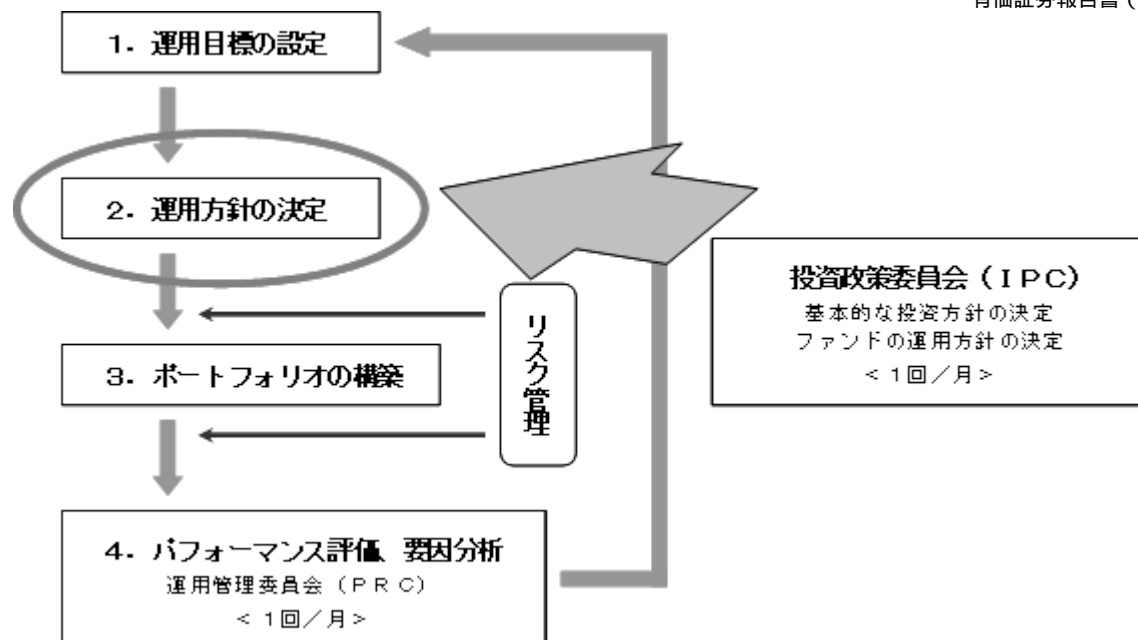 有価証券報告書（
１．運用目標の設定
２．運用方針の決定
投資政策委員会（ＩＰＣ）
基本的な投資方針の決定
ファンドの運用方針の決定
＜１回／月＞
リスク管理
３．ポートフォリオの構築
４．パフォーマンス評価、要因分析
運用管理委員会（ＰＲＣ）
＜１回／月＞